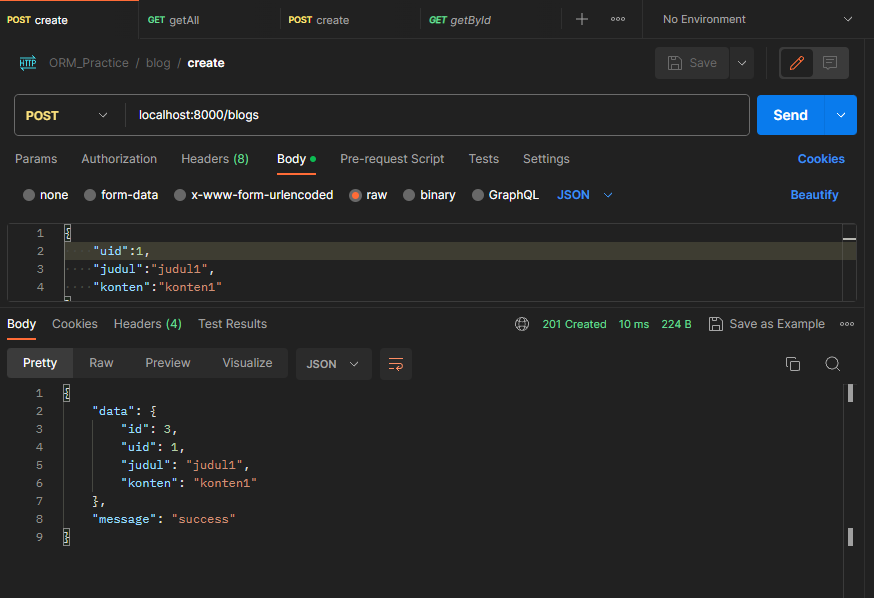 POST create GET getAll POST create GET getById No Environment
HTTP ORM_Practice / blog / create Save
POST localhost:8000/blogs Send
Params Authorization Headers (8) Body Pre-request Script Tests Settings Cookies
none form-data x-www-form-urlencoded raw binary GraphQL JSON Beautify
1 {
2 "uid":1,
3 "judul":"judul1",
4 "konten":"konten1"
Body Cookies Headers (4) Test Results 201 Created 10 ms 224 B Save as Example
Pretty Raw Preview Visualize JSON
1 {
2 "data": {
3 "id": 3,
4 "uid": 1,
5 "judul": "judul1",
6 "konten": "konten1"
7 },
8 "message": "success"
9 }